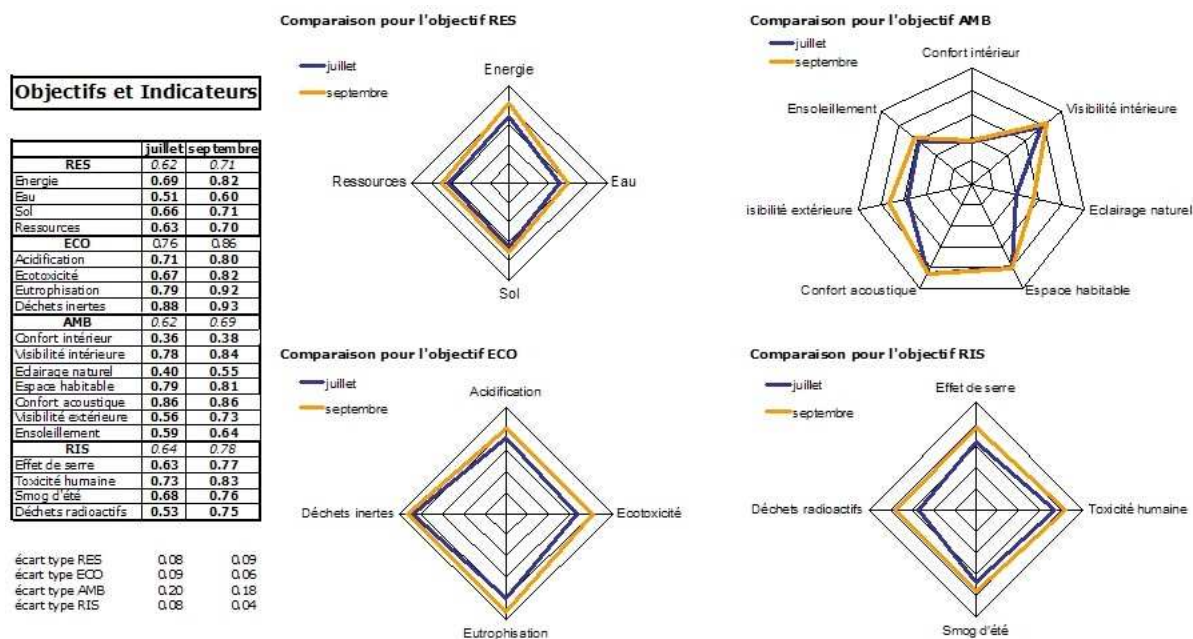 Objectifs et Indicateurs
juillet septembre
RES 0.62 0.71
Energie 0.69 0.82
Eau 0.51 0.60
Sol 0.66 0.71
Ressources 0.63 0.70
ECO 0.76 0.86
Acidification 0.71 0.80
Ecotoxicité 0.67 0.82
Eutrophisation 0.79 0.92
Déchets inertes 0.88 0.93
AMB 0.62 0.69
Confort intérieur 0.36 0.38
Visibilité intérieure 0.78 0.84
Eclairage naturel 0.40 0.55
Espace habitable 0.79 0.81
Confort acoustique 0.86 0.86
Visibilité extérieure 0.56 0.73
Ensoleillement 0.59 0.64
RIS 0.64 0.78
Effet de serre 0.63 0.77
Toxicité humaine 0.73 0.83
Smog d'été 0.68 0.76
Déchets radioactifs 0.53 0.75
écart type RES 0.08 0.09
écart type ECO 0.09 0.06
écart type AMB 0.20 0.18
écart type RIS 0.08 0.04
Comparaison pour l'objectif RES
juillet
septembre
Energie
Ressources
Eau
Sol
Comparaison pour l'objectif AMB
juillet
septembre
Confort intérieur
Ensoleillement
Visibilité intérieure
isibilité extérieure
Eclairage naturel
Confort acoustique
Espace habitable
Comparaison pour l'objectif ECO
juillet
septembre
Acidification
Déchets inertes
Ecotoxicité
Eutrophisation
Comparaison pour l'objectif RIS
juillet
septembre
Effet de serre
Déchets radioactifs
Toxicité humaine
Smog d'été